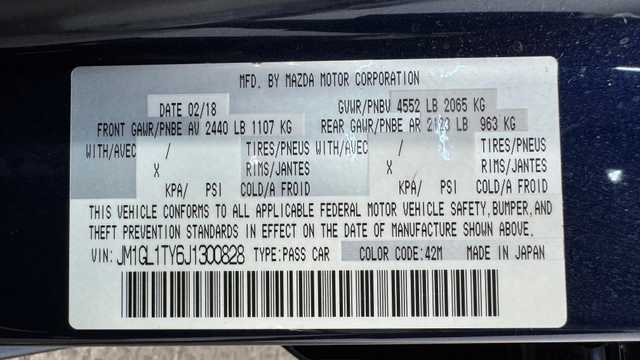 MFD. BY MAZDA MOTOR CORPORATION
DATE 02/18 GVWR/PNBV 4552 LB 2065 KG
FRONT GAWR/PNBE AV 2440 LB 1107 KG REAR GAWR/PNBE AR 2123 LB 963 KG
WITH/AVEC / TIRES/PNEUS WITH/AVEC / TIRES/PNEUS
X RIMS/JANTES X RIMS/JANTES
KPA/ PSI COLD/A FROID KPA/ PSI COLD/A FROID
THIS VEHICLE CONFORMS TO ALL APPLICABLE FEDERAL MOTOR VEHICLE SAFETY, BUMPER, AND
THEFT PREVENTION STANDARDS IN EFFECT ON THE DATE OF MANUFACTURE SHOWN ABOVE.
VIN: JM1GL1TY6J1300828 TYPE:PASS CAR COLOR CODE:42M MADE IN JAPAN